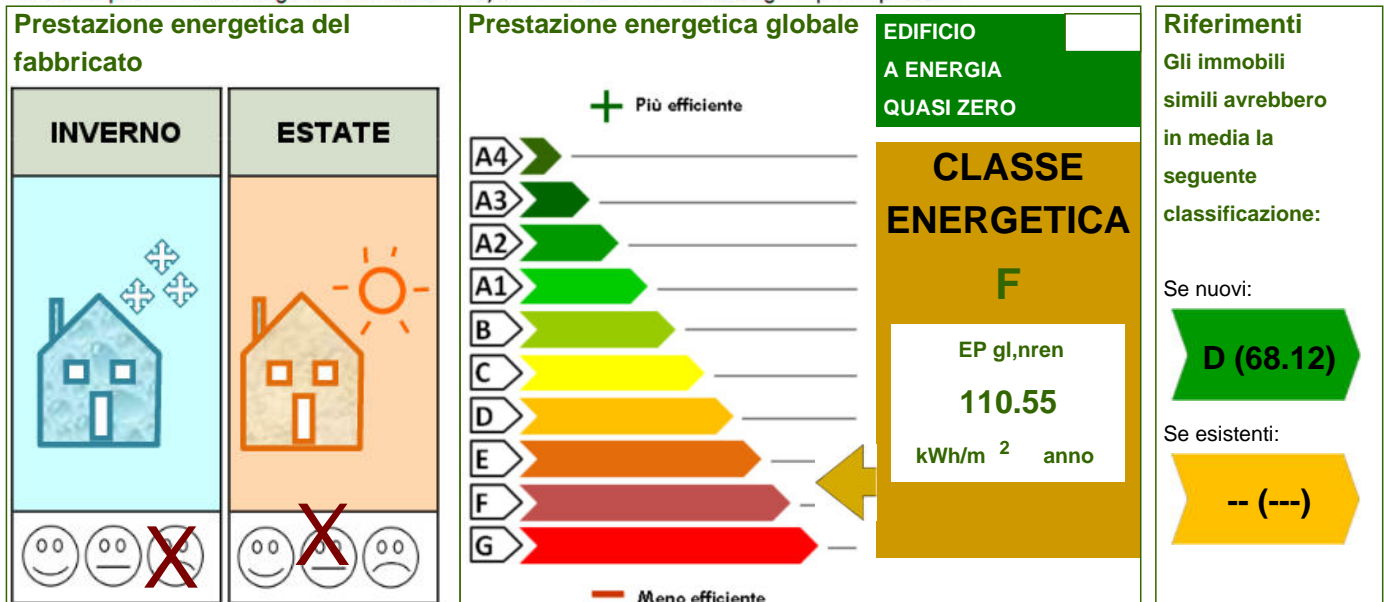 Prestazione energetica del
fabbricato
INVERNO
ESTATE
Prestazione energetica globale
Più efficiente
A4
A3
A2
A1
B
C
D
E
F
G
Meno efficiente
EDIFICIO
A ENERGIA
QUASI ZERO
CLASSE
ENERGETICA
F
EP gl,nren
110.55
kWh/m 2 anno
Riferimenti
Gli immobili
simili avrebbero
in media la
seguente
classificazione:
Se nuovi:
D (68.12)
Se esistenti:
-- (---)